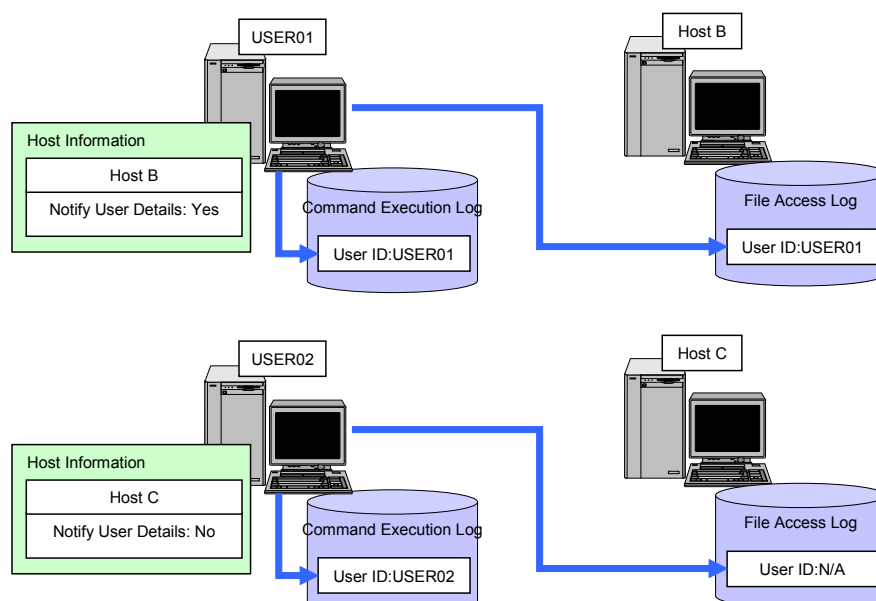 USER01
Host B
Host Information
Host B
Notify User Details: Yes
Command Execution Log
User ID:USER01
File Access Log
User ID:USER01
USER02
Host C
Host Information
Host C
Notify User Details: No
Command Execution Log
User ID:USER02
File Access Log
User ID:N/A